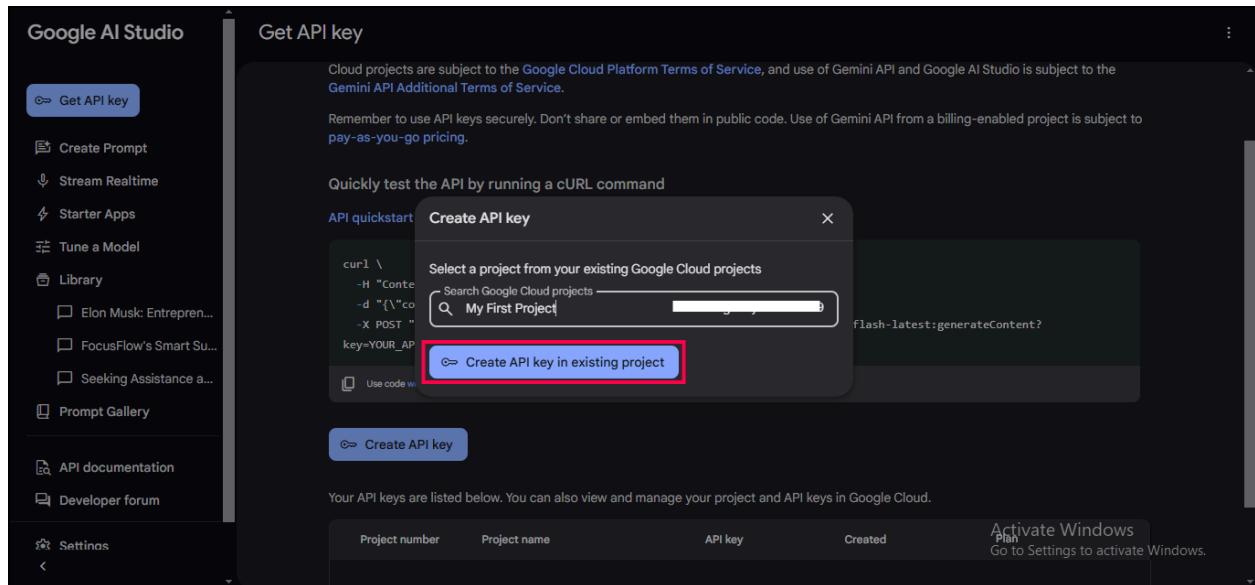 Google AI Studio
Get API key
Get API key
Create Prompt
Stream Realtime
Starter Apps
Tune a Model
Library
Elon Musk: Entrepren...
FocusFlow's Smart Su...
Seeking Assistance a...
Prompt Gallery
API documentation
Developer forum
Settings
Cloud projects are subject to the Google Cloud Platform Terms of Service, and use of Gemini API and Google AI Studio is subject to the
Gemini API Additional Terms of Service.
Remember to use API keys securely. Don't share or embed them in public code. Use of Gemini API from a billing-enabled project is subject to
pay-as-you-go pricing.
Quickly test the API by running a cURL command
API quickstart
curl \
-H "Conte
-d "{\"co
-X POST " flash-latest:generateContent?
key=YOUR_AP
Use code
Create API key
Select a project from your existing Google Cloud projects
Search Google Cloud projects
My First Project
Create API key in existing project
Create API key
Your API keys are listed below. You can also view and manage your project and API keys in Google Cloud.
Project number Project name API key Created Plan
Activate Windows
Go to Settings to activate Windows.